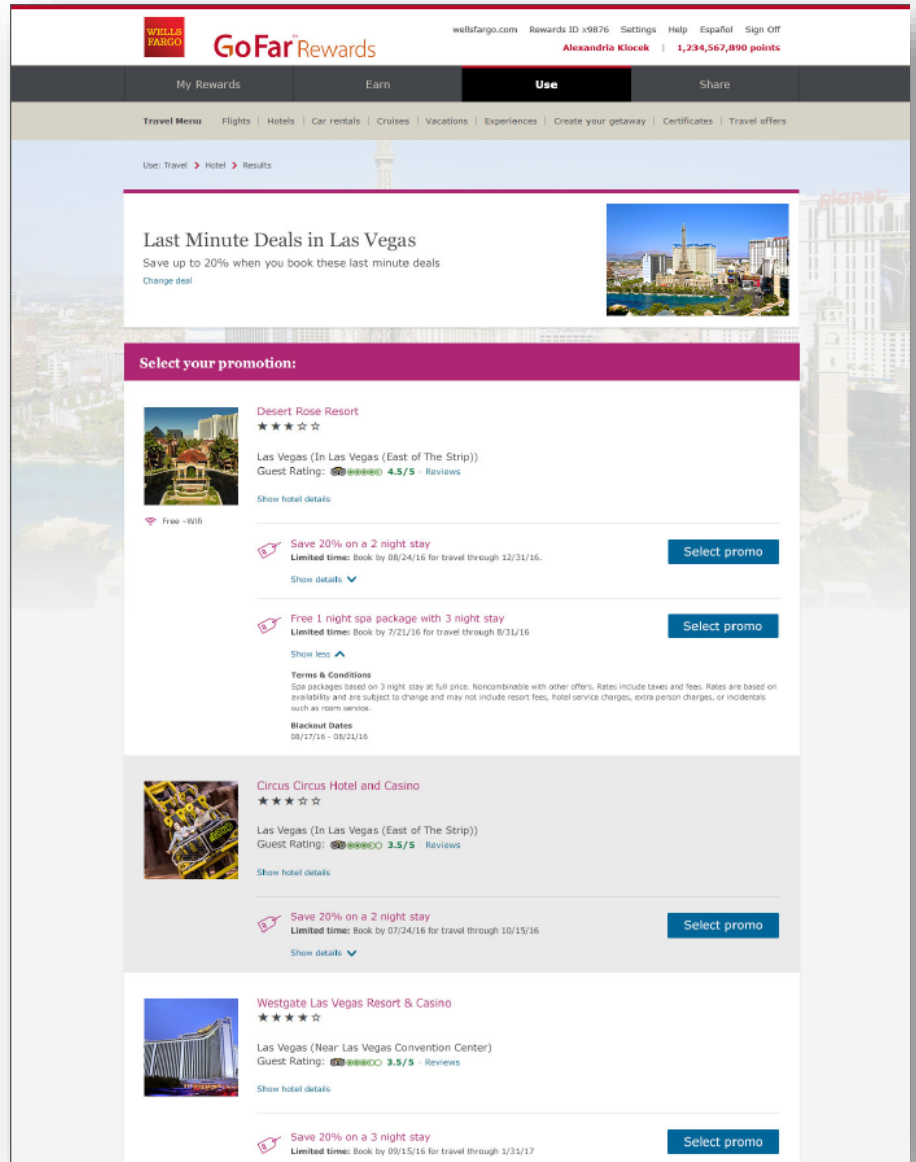 WELLS
FARGO
GoFar™ Rewards
wellsfargo.com Rewards ID x9876 Settings Help Español Sign Off
Alexandria Klocek | 1,234,567,890 points
My Rewards Earn Use Share
Travel Menu Flights | Hotels | Car rentals | Cruises | Vacations | Experiences | Create your getaway | Certificates | Travel offers
Use: Travel > Hotel > Results
planet
Last Minute Deals in Las Vegas
Save up to 20% when you book these last minute deals
Change deal
Select your promotion:
Desert Rose Resort
Las Vegas (In Las Vegas (East of The Strip))
Guest Rating: 4.5/5 - Reviews
Show hotel details
Free -Wifi
Save 20% on a 2 night stay
Limited time: Book by 08/24/16 for travel through 12/31/16.
Select promo
Show details
Free 1 night spa package with 3 night stay
Limited time: Book by 7/21/16 for travel through 8/31/16
Select promo
Show less
Terms & Conditions
Spa packages based on 3 night stay at full price. Noncombinable with other offers. Rates include taxes and fees. Rates are based on
availability and are subject to change and may not include resort fees, hotel service charges, extra person charges, or incidentals
such as room service.
Blackout Dates
08/17/16 - 08/21/16
Circus Circus Hotel and Casino
Las Vegas (In Las Vegas (East of The Strip))
Guest Rating: 3.5/5 - Reviews
Show hotel details
Save 20% on a 2 night stay
Limited time: Book by 07/24/16 for travel through 10/15/16
Select promo
Show details
Westgate Las Vegas Resort & Casino
Las Vegas (Near Las Vegas Convention Center)
Guest Rating: 3.5/5 - Reviews
Show hotel details
Save 20% on a 3 night stay
Limited time: Book by 09/15/16 for travel through 1/31/17
Select promo